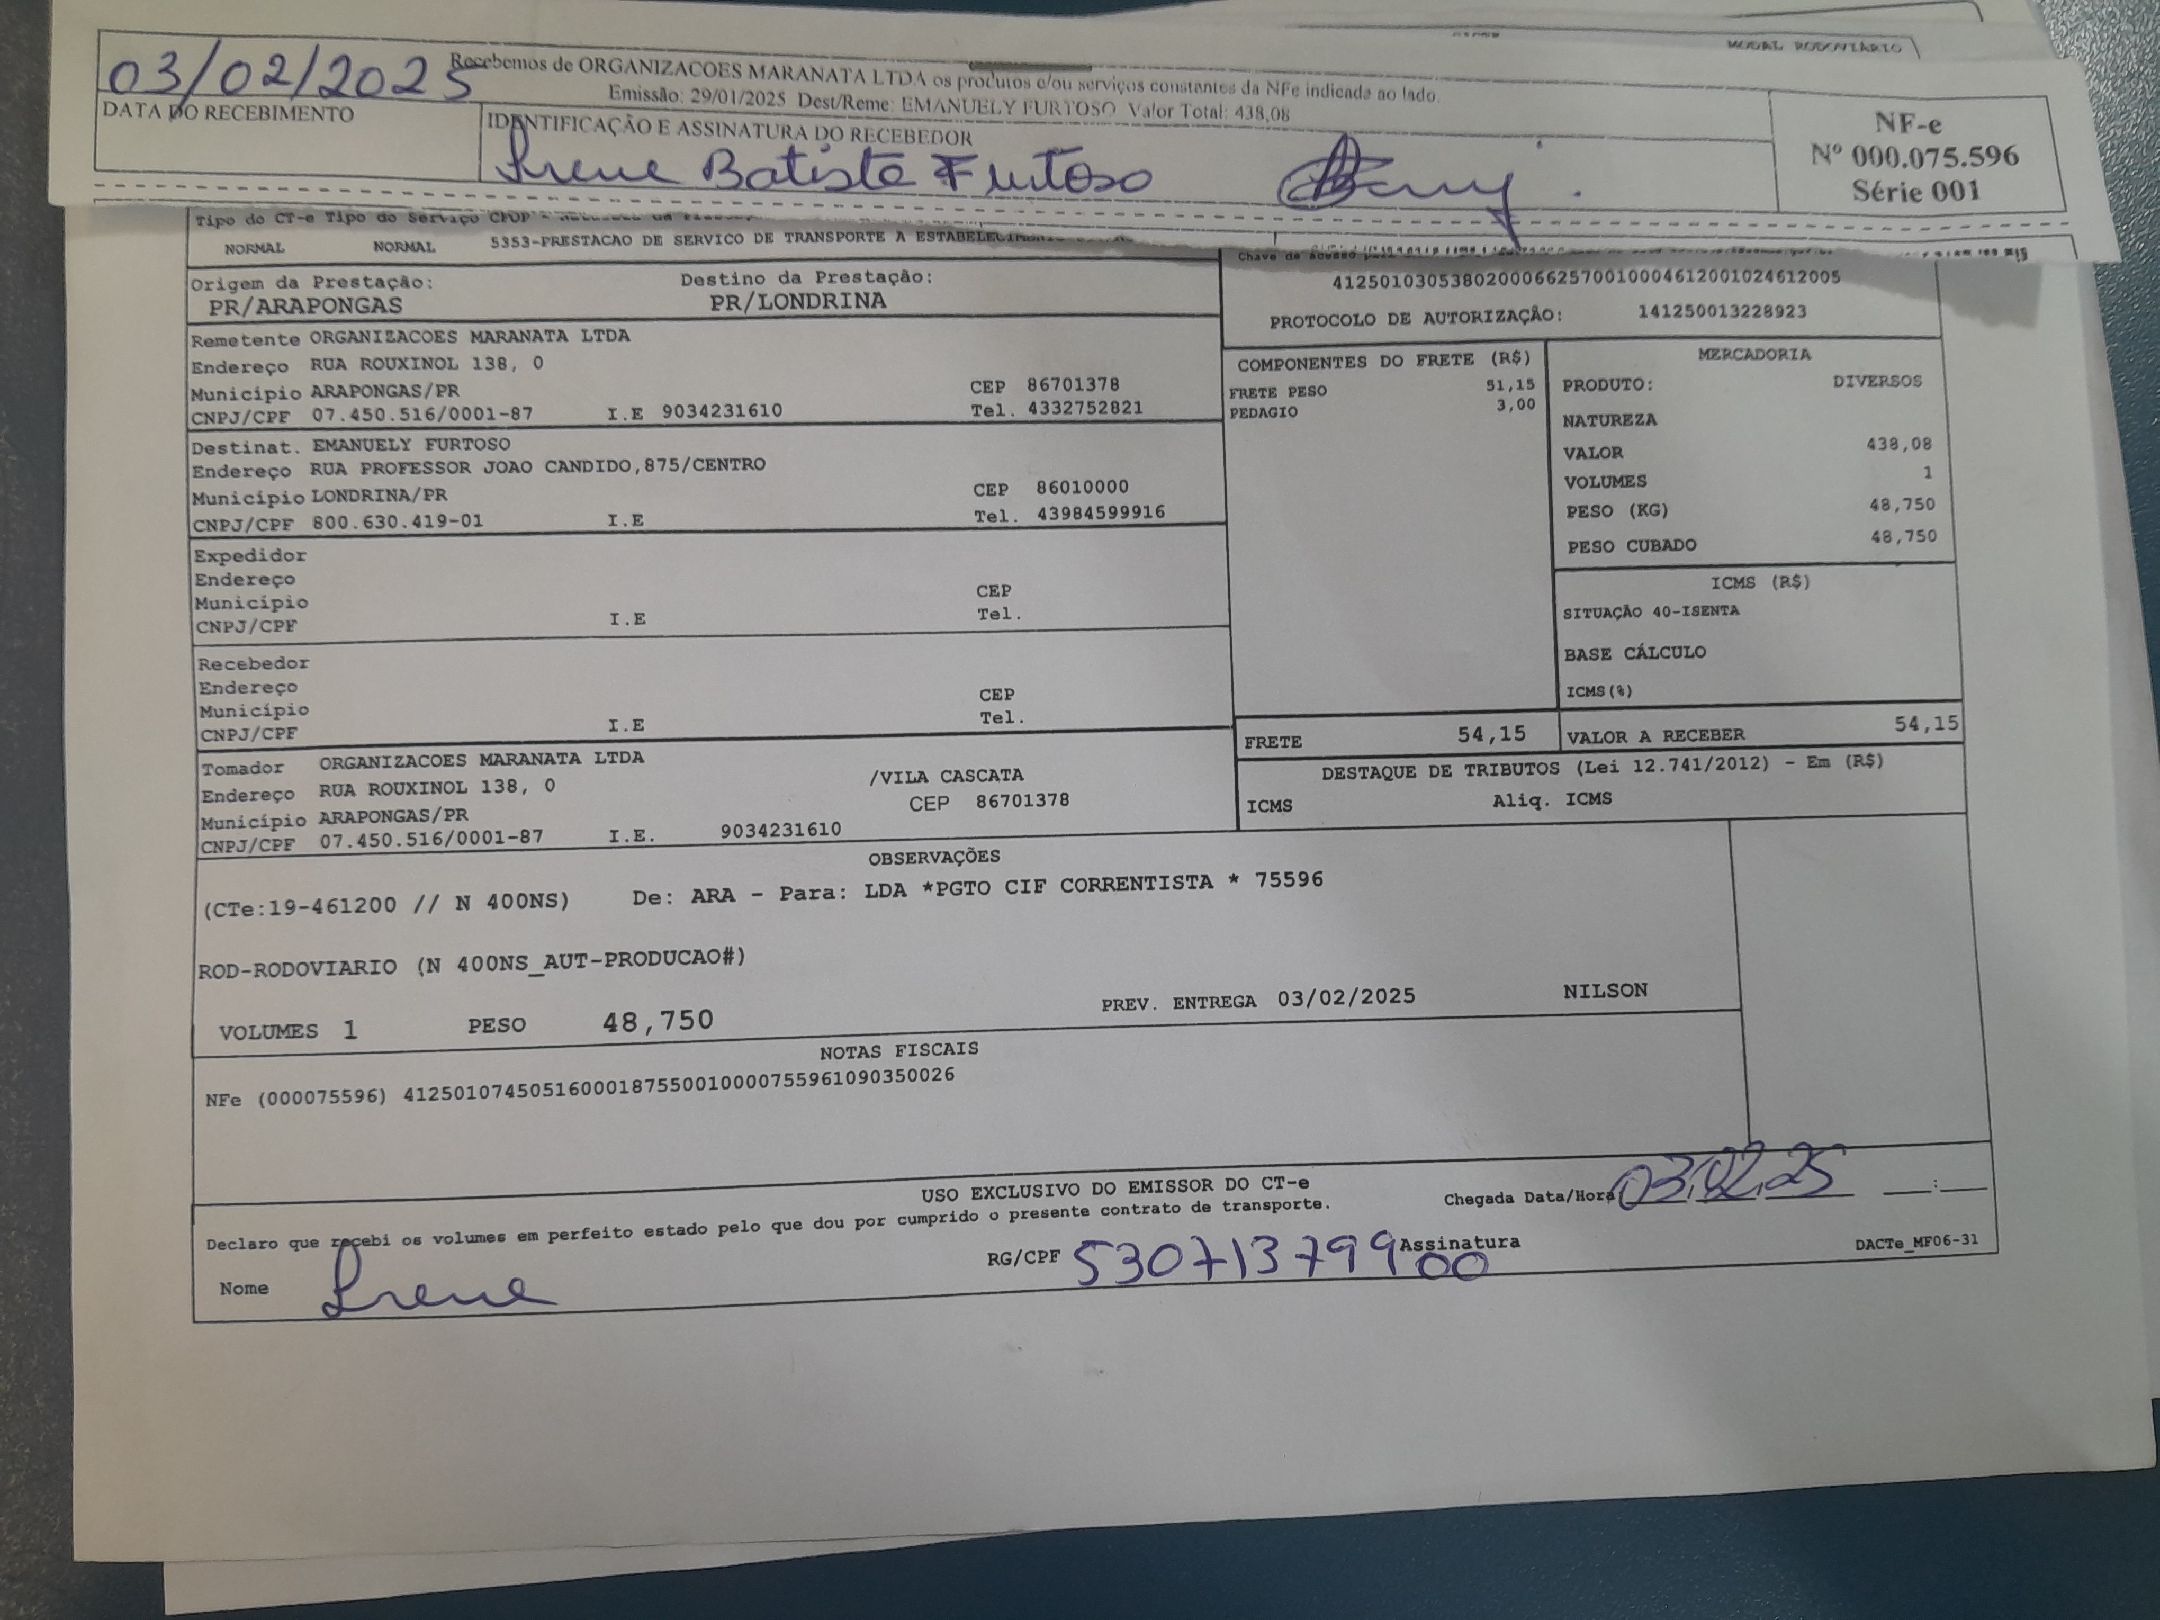 MODAL RODOVIÁRIO
03/02/2025
Recebemos de ORGANIZACOES MARANATA LTDA os produtos e/ou serviços constantes da NFe indicada ao lado.
Emissão: 29/01/2025 Dest/Reme: EMANUELY FURTOSO Valor Total: 438,08
DATA DO RECEBIMENTO
IDENTIFICAÇÃO E ASSINATURA DO RECEBEDOR
Irene Batista Furtoso
NF-e
Nº 000.075.596
Série 001
Tipo do CT-e Tipo do Serviço CFOP -
NORMAL NORMAL 5353-PRESTACAO DE SERVICO DE TRANSPORTE A
Chave de acesso
41250103053802000662570010004612001024612005
PROTOCOLO DE AUTORIZAÇÃO: 141250013228923
Origem da Prestação: Destino da Prestação:
PR/ARAPONGAS PR/LONDRINA
Remetente ORGANIZACOES MARANATA LTDA
Endereço RUA ROUXINOL 138, 0
Município ARAPONGAS/PR CEP 86701378
CNPJ/CPF 07.450.516/0001-87 I.E 9034231610 Tel. 4332752821
Destinat. EMANUELY FURTOSO
Endereço RUA PROFESSOR JOAO CANDIDO,875/CENTRO
Município LONDRINA/PR CEP 86010000
CNPJ/CPF 800.630.419-01 I.E Tel. 43984599916
Expedidor
Endereço
Município CEP
CNPJ/CPF I.E Tel.
Recebedor
Endereço
Município CEP
CNPJ/CPF I.E Tel.
Tomador ORGANIZACOES MARANATA LTDA
Endereço RUA ROUXINOL 138, 0 /VILA CASCATA
Município ARAPONGAS/PR CEP 86701378
CNPJ/CPF 07.450.516/0001-87 I.E. 9034231610
COMPONENTES DO FRETE (R$)
FRETE PESO 51,15
PEDAGIO 3,00
MERCADORIA
PRODUTO: DIVERSOS
NATUREZA
VALOR 438,08
VOLUMES 1
PESO (KG) 48,750
PESO CUBADO 48,750
ICMS (R$)
SITUAÇÃO 40-ISENTA
BASE CÁLCULO
ICMS(%)
FRETE 54,15 VALOR A RECEBER 54,15
DESTAQUE DE TRIBUTOS (Lei 12.741/2012) - Em (R$)
ICMS Aliq. ICMS
OBSERVAÇÕES
(CTe:19-461200 // N 400NS) De: ARA - Para: LDA *PGTO CIF CORRENTISTA * 75596
ROD-RODOVIARIO (N 400NS_AUT-PRODUCAO#)
VOLUMES 1 PESO 48,750 PREV. ENTREGA 03/02/2025 NILSON
NOTAS FISCAIS
NFe (000075596) 41250107450516000187550010000755961090350026
USO EXCLUSIVO DO EMISSOR DO CT-e
Declaro que recebi os volumes em perfeito estado pelo que dou por cumprido o presente contrato de transporte.
Chegada Data/Hora 03.02.25 :
Nome Irene RG/CPF 53071379900 Assinatura
DACTe_MF06-31